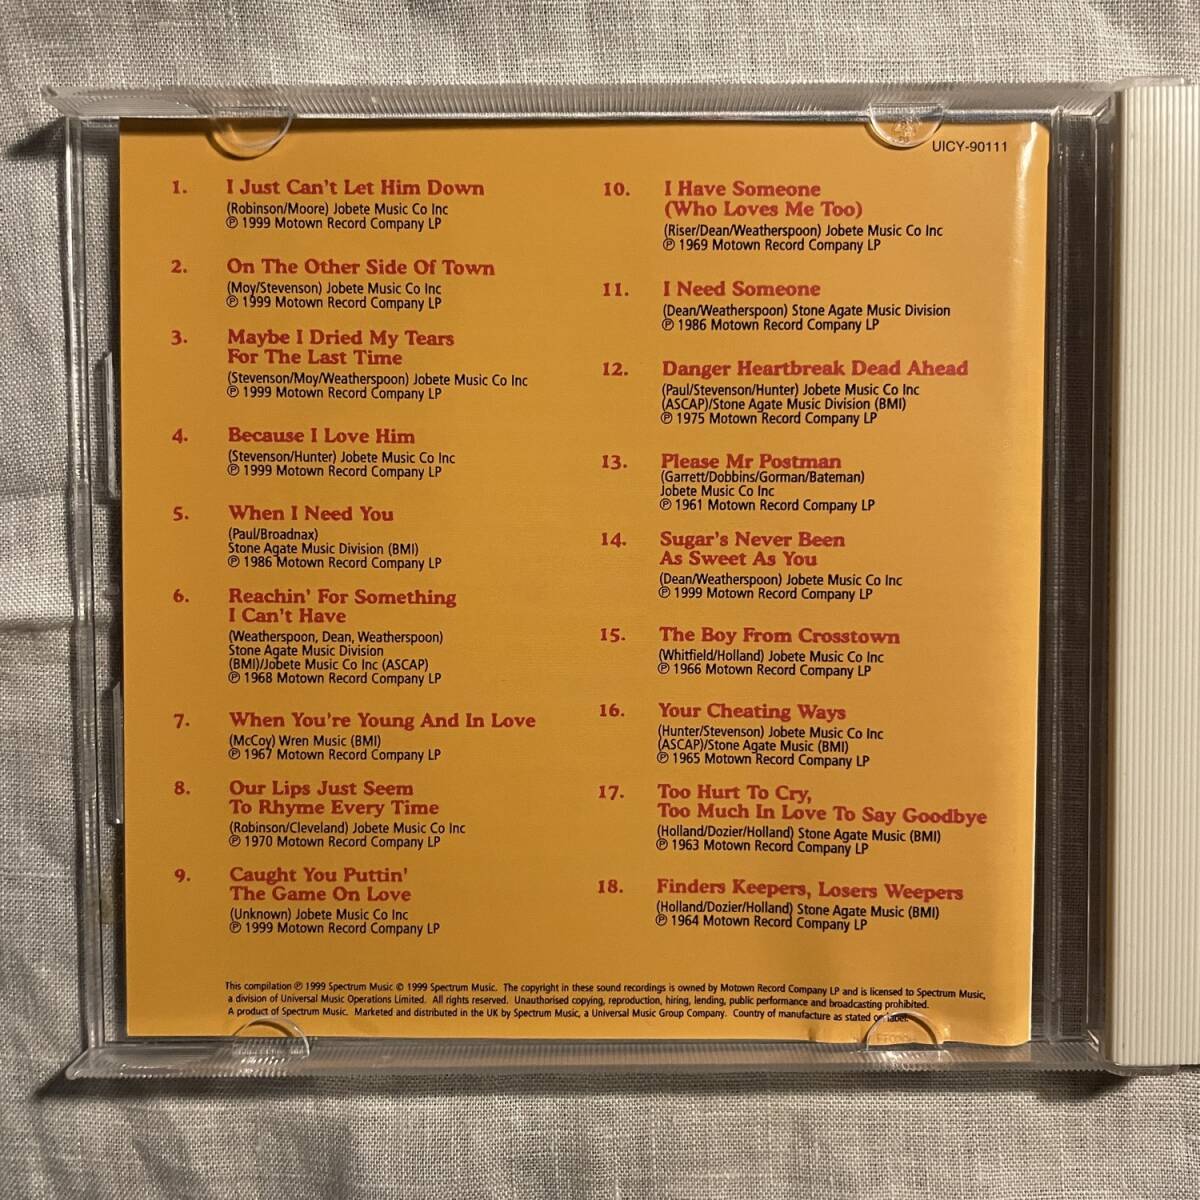 UICY-90111
1. I Just Can't Let Him Down
(Robinson/Moore) Jobete Music Co Inc
℗ 1999 Motown Record Company LP
2. On The Other Side Of Town
(Moy/Stevenson) Jobete Music Co Inc
℗ 1999 Motown Record Company LP
3. Maybe I Dried My Tears
For The Last Time
(Stevenson/Moy/Weatherspoon) Jobete Music Co Inc
℗ 1999 Motown Record Company LP
4. Because I Love Him
(Stevenson/Hunter) Jobete Music Co Inc
℗ 1999 Motown Record Company LP
5. When I Need You
(Paul/Broadnax)
Stone Agate Music Division (BMI)
℗ 1986 Motown Record Company LP
6. Reachin' For Something
I Can't Have
(Weatherspoon, Dean, Weatherspoon)
Stone Agate Music Division
(BMI)/Jobete Music Co Inc (ASCAP)
℗ 1968 Motown Record Company LP
7. When You're Young And In Love
(McCoy) Wren Music (BMI)
℗ 1967 Motown Record Company LP
8. Our Lips Just Seem
To Rhyme Every Time
(Robinson/Cleveland) Jobete Music Co Inc
℗ 1970 Motown Record Company LP
9. Caught You Puttin'
The Game On Love
(Unknown) Jobete Music Co Inc
℗ 1999 Motown Record Company LP
10. I Have Someone
(Who Loves Me Too)
(Riser/Dean/Weatherspoon) Jobete Music Co Inc
℗ 1969 Motown Record Company LP
11. I Need Someone
(Dean/Weatherspoon) Stone Agate Music Division
℗ 1986 Motown Record Company LP
12. Danger Heartbreak Dead Ahead
(Paul/Stevenson/Hunter) Jobete Music Co Inc
(ASCAP)/Stone Agate Music Division (BMI)
℗ 1975 Motown Record Company LP
13. Please Mr Postman
(Garrett/Dobbins/Gorman/Bateman)
Jobete Music Co Inc
℗ 1961 Motown Record Company LP
14. Sugar's Never Been
As Sweet As You
(Dean/Weatherspoon) Jobete Music Co Inc
℗ 1999 Motown Record Company LP
15. The Boy From Crosstown
(Whitfield/Holland) Jobete Music Co Inc
℗ 1966 Motown Record Company LP
16. Your Cheating Ways
(Hunter/Stevenson) Jobete Music Co Inc
(ASCAP)/Stone Agate Music (BMI)
℗ 1965 Motown Record Company LP
17. Too Hurt To Cry,
Too Much In Love To Say Goodbye
(Holland/Dozier/Holland) Stone Agate Music (BMI)
℗ 1963 Motown Record Company LP
18. Finders Keepers, Losers Weepers
(Holland/Dozier/Holland) Stone Agate Music (BMI)
℗ 1964 Motown Record Company LP
This compilation ℗ 1999 Spectrum Music © 1999 Spectrum Music. The copyright in these sound recordings is owned by Motown Record Company LP and is licensed to Spectrum Music,
a division of Universal Music Operations Limited. All rights reserved. Unauthorised copying, reproduction, hiring, lending, public performance and broadcasting prohibited.
A product of Spectrum Music. Marketed and distributed in the UK by Spectrum Music, a Universal Music Group Company. Country of manufacture as stated on label.